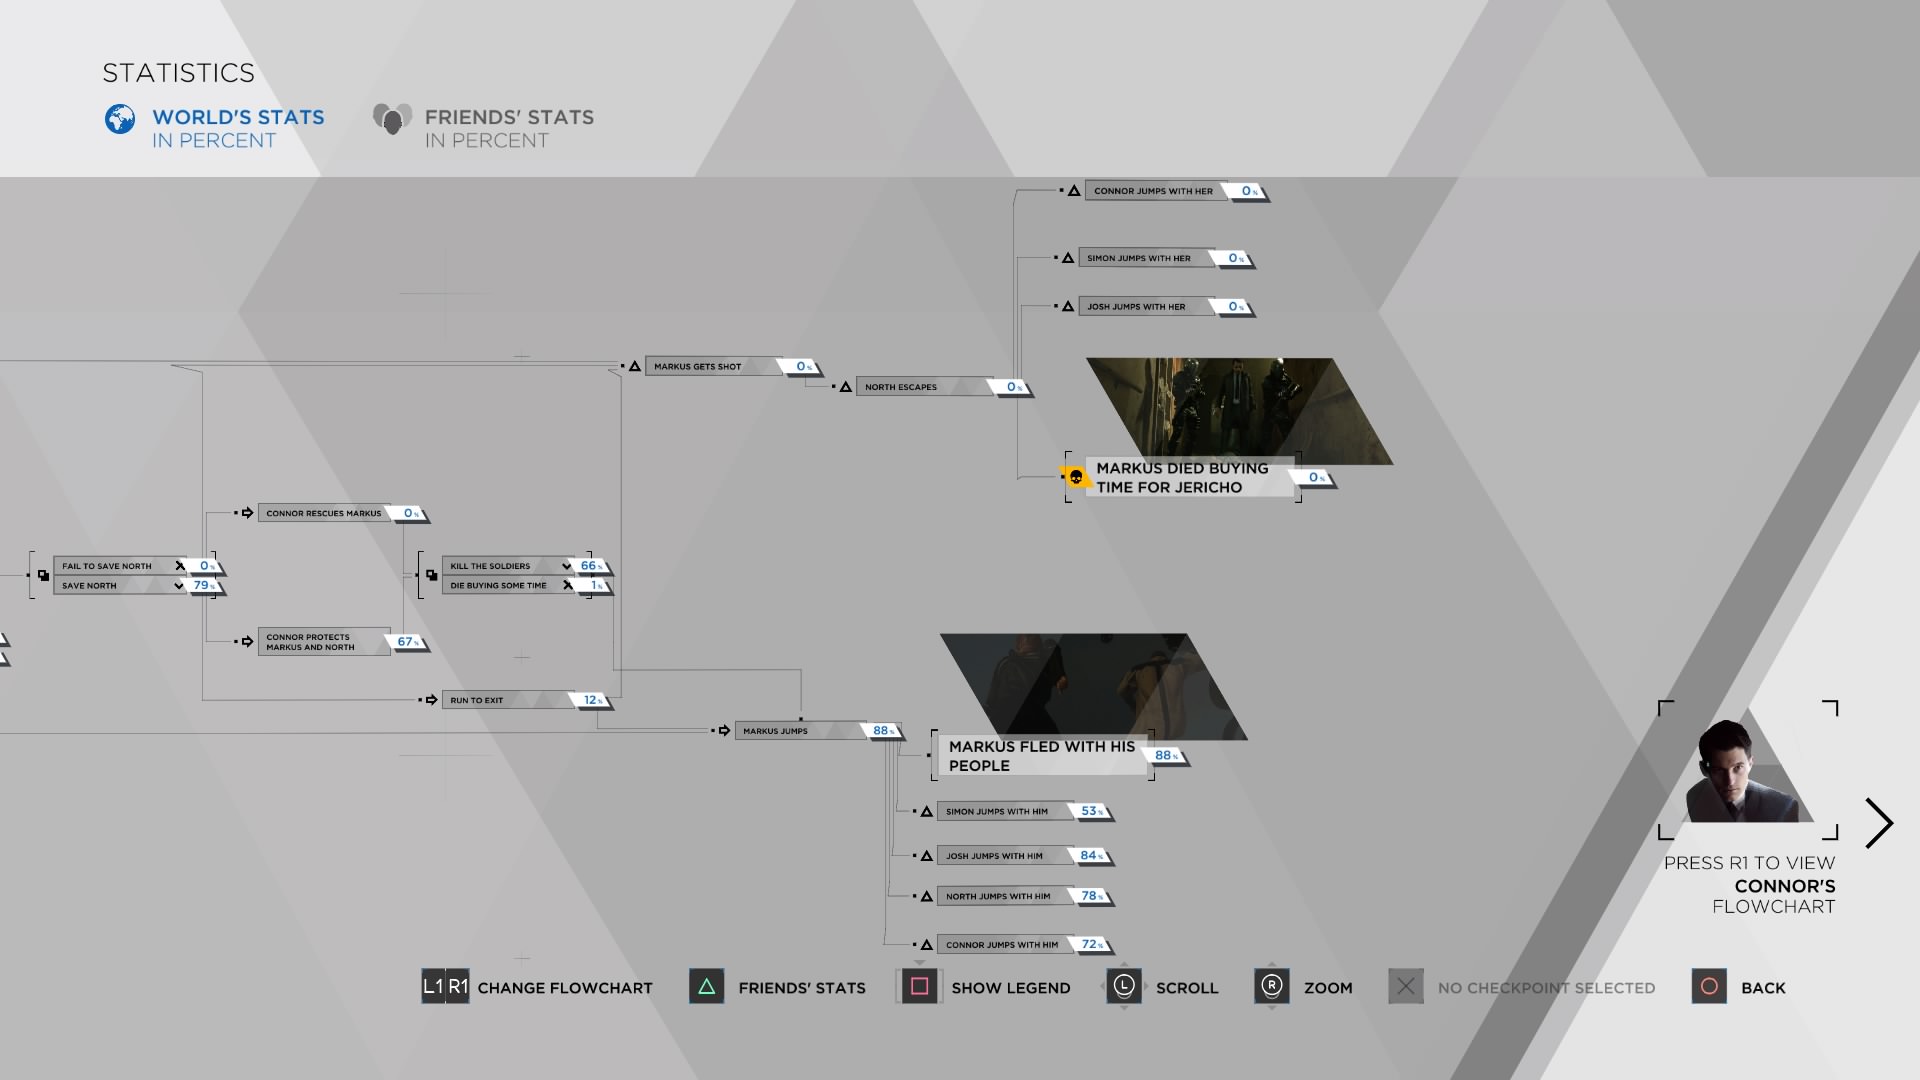 STATISTICS
WORLD'S STATS
IN PERCENT
FRIENDS' STATS
IN PERCENT
CONNOR JUMPS WITH HER 0%
SIMON JUMPS WITH HER 0%
JOSH JUMPS WITH HER 0%
MARKUS GETS SHOT 0%
NORTH ESCAPES 0%
MARKUS DIED BUYING
TIME FOR JERICHO 0%
CONNOR RESCUES MARKUS 0%
FAIL TO SAVE NORTH 0%
SAVE NORTH 79%
KILL THE SOLDIERS 66%
DIE BUYING SOME TIME 1%
CONNOR PROTECTS
MARKUS AND NORTH 67%
RUN TO EXIT 12%
MARKUS JUMPS 88%
MARKUS FLED WITH HIS
PEOPLE 88%
SIMON JUMPS WITH HIM 53%
JOSH JUMPS WITH HIM 84%
NORTH JUMPS WITH HIM 78%
CONNOR JUMPS WITH HIM 72%
PRESS R1 TO VIEW
CONNOR'S
FLOWCHART
L1 R1 CHANGE FLOWCHART FRIENDS' STATS SHOW LEGEND L SCROLL R ZOOM NO CHECKPOINT SELECTED BACK